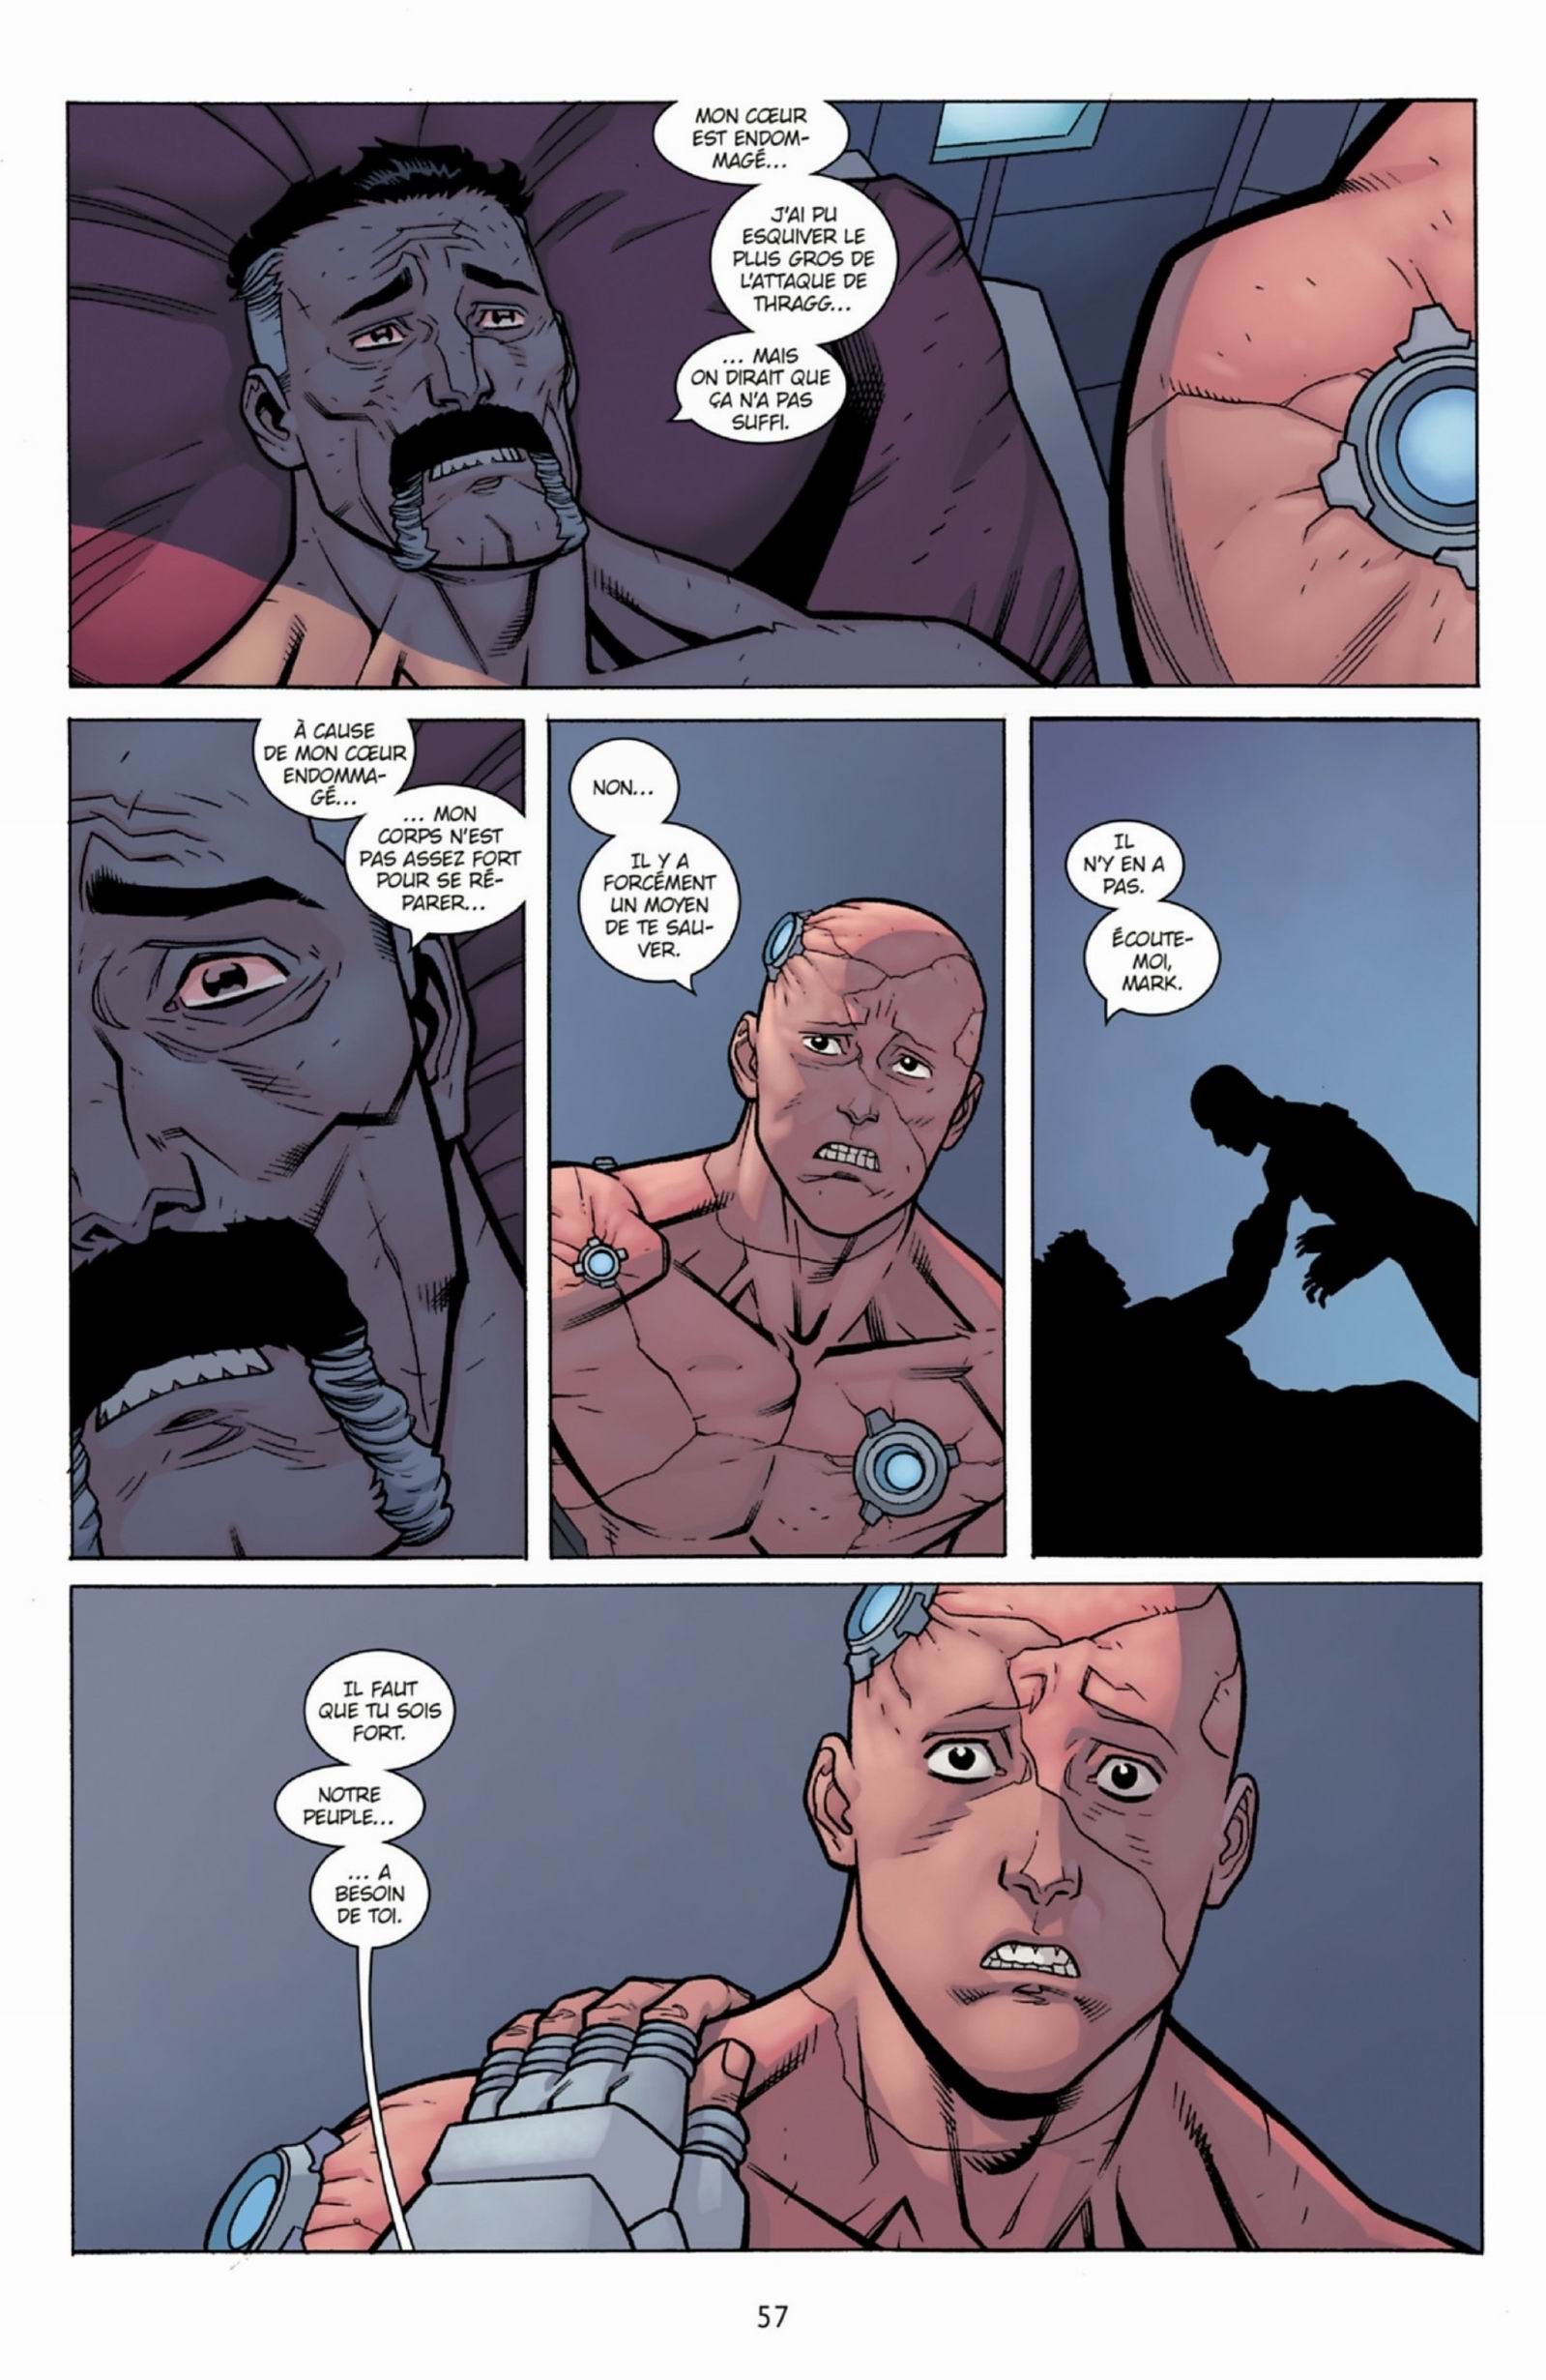 MON CŒUR
EST ENDOM-
MAGÉ...
J'AI PU
ESQUIVER LE
PLUS GROS DE
L'ATTAQUE DE
THRAGG...
... MAIS
ON DIRAIT QUE
ÇA N'A PAS
SUFFI.
À CAUSE
DE MON CŒUR
ENDOMMA-
GÉ...
... MON
CORPS N'EST
PAS ASSEZ FORT
POUR SE RÉ-
PARER...
NON...
IL Y A
FORCÉMENT
UN MOYEN
DE TE SAU-
VER.
IL
N'Y EN A
PAS.
ÉCOUTE-
MOI,
MARK.
IL FAUT
QUE TU SOIS
FORT.
NOTRE
PEUPLE...
... A
BESOIN
DE TOI.
57